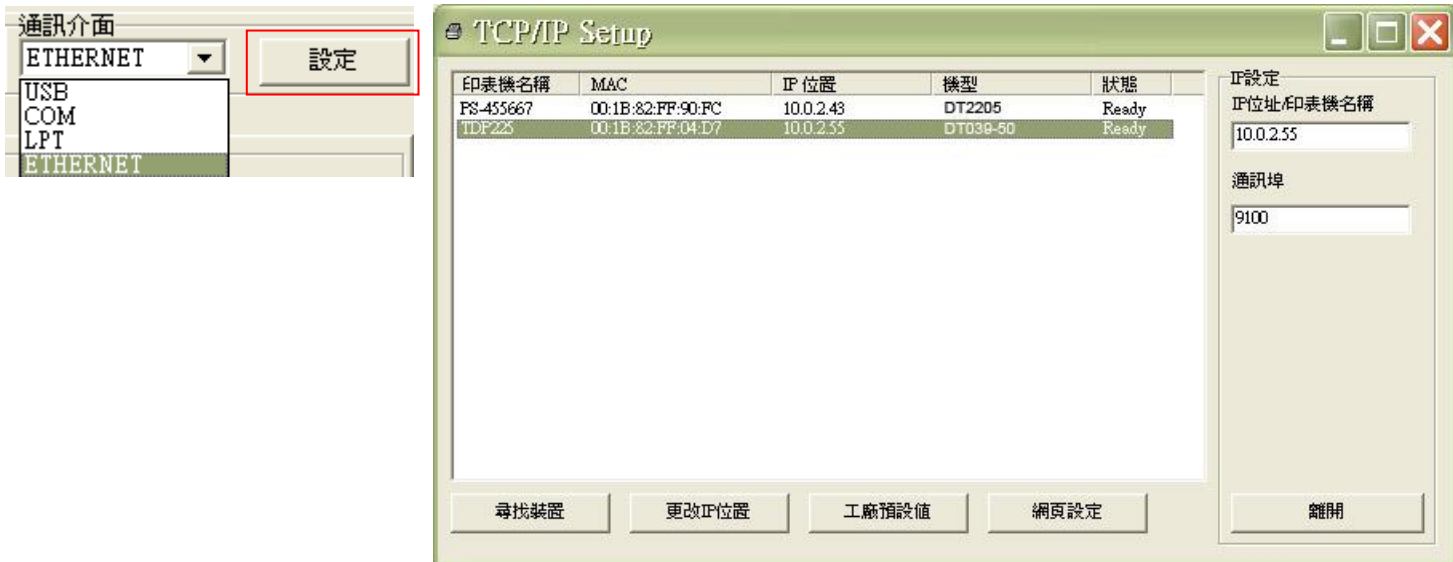 通訊介面
ETHERNET
設定
USB
COM
LPT
ETHERNET
TCP/IP Setup
印表機名稱 MAC IP 位置 機型 狀態
PS-455667 00:1B:82:FF:90:FC 10.0.2.43 DT2205 Ready
TDP225 00:1B:82:FF:04:D7 10.0.2.55 DT039-50 Ready
IP設定
IP位址/印表機名稱
10.0.2.55
通訊埠
9100
尋找裝置 更改IP位置 工廠預設值 網頁設定 離開